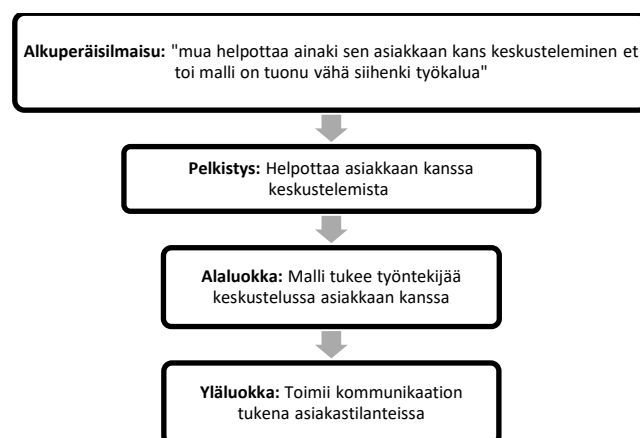 Alkuperäisilmaisu: "mua helpottaa ainaki sen asiakkaan kans keskusteleminen et
toi malli on tuonu vähä siihenki työkalua"
Pelkistys: Helpottaa asiakkaan kanssa
keskustelemista
Alaluokka: Malli tukee työntekijää
keskustelussa asiakkaan kanssa
Yläluokka: Toimii kommunikaation
tukena asiakastilanteissa